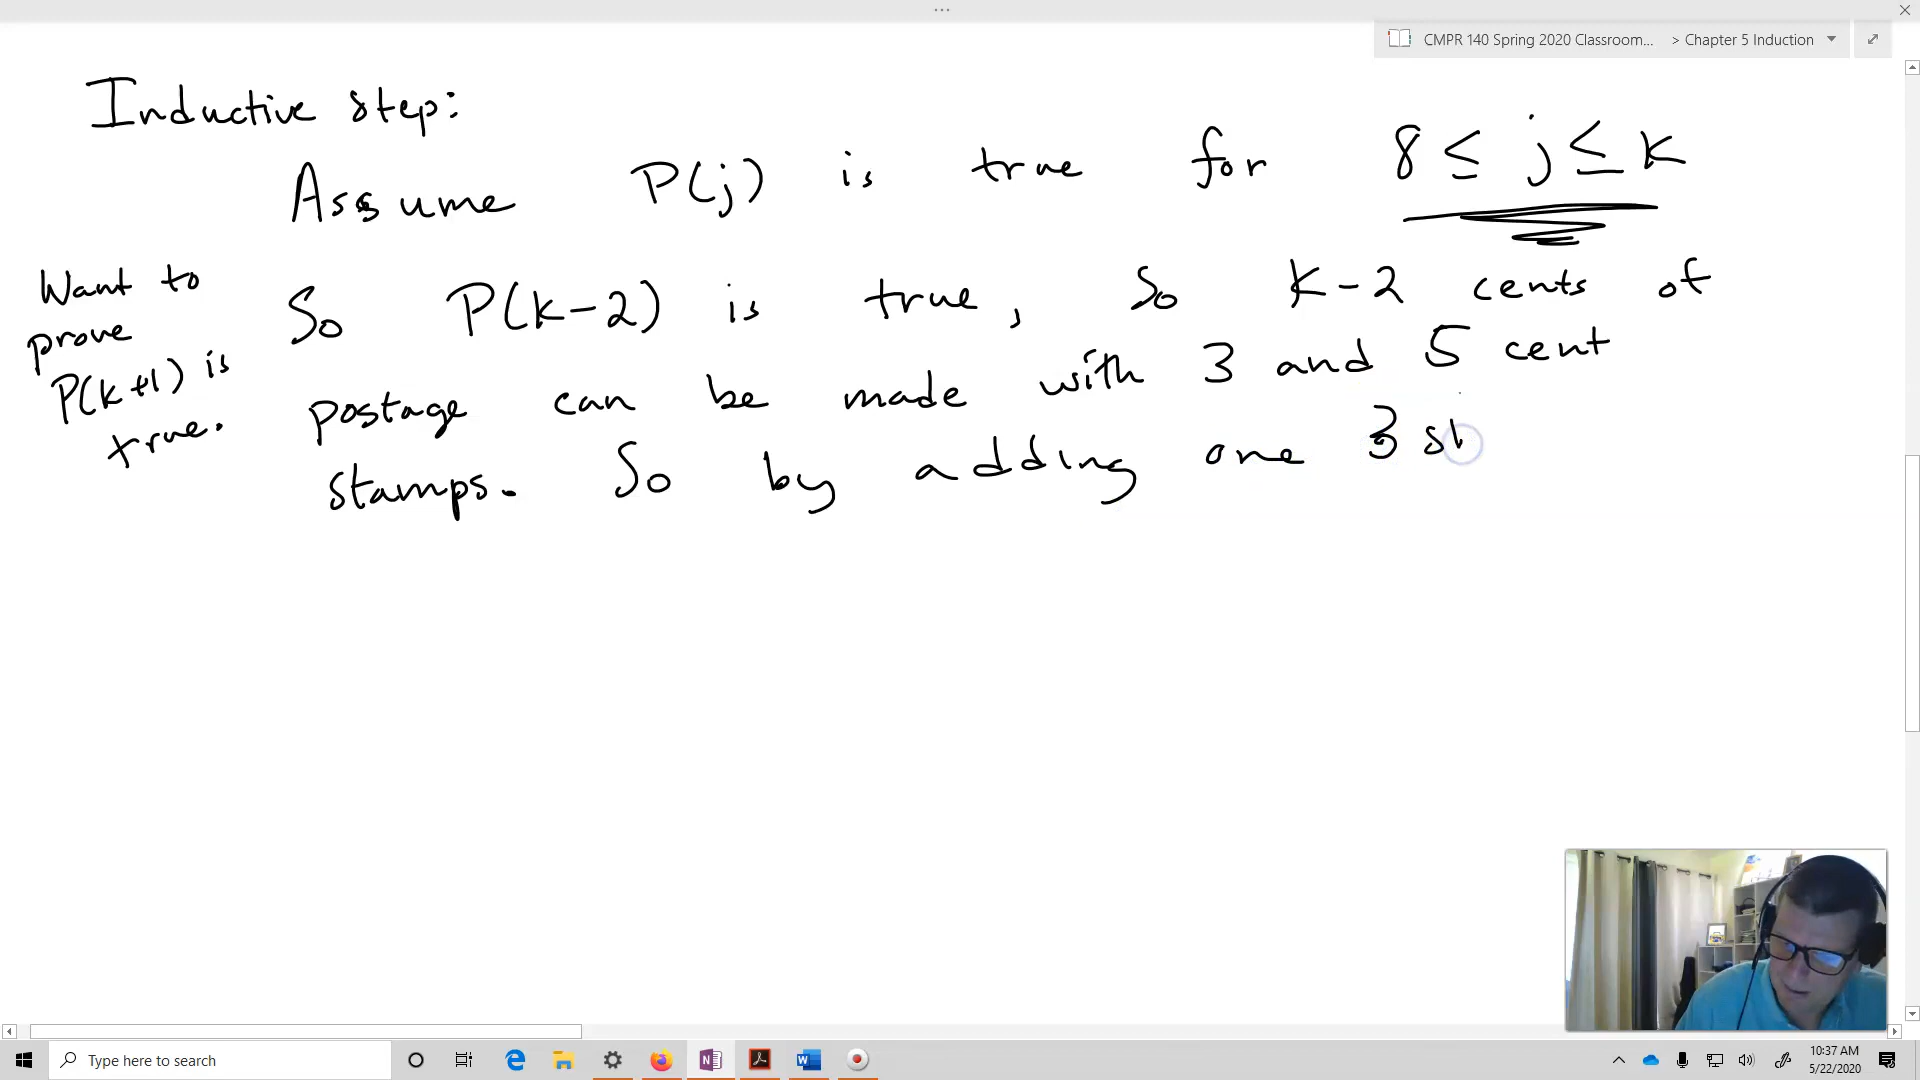 CMPR 140 Spring 2020 Classroom... > Chapter 5 Induction
Inductive step:
Assume P(j) is true for 8 ≤ j ≤ k
Want to
prove
P(k+1) is
true.
So P(k-2) is true, so k-2 cents of
postage can be made with 3 and 5 cent
stamps. So by adding one 3 st
Type here to search
10:37 AM
5/22/2020